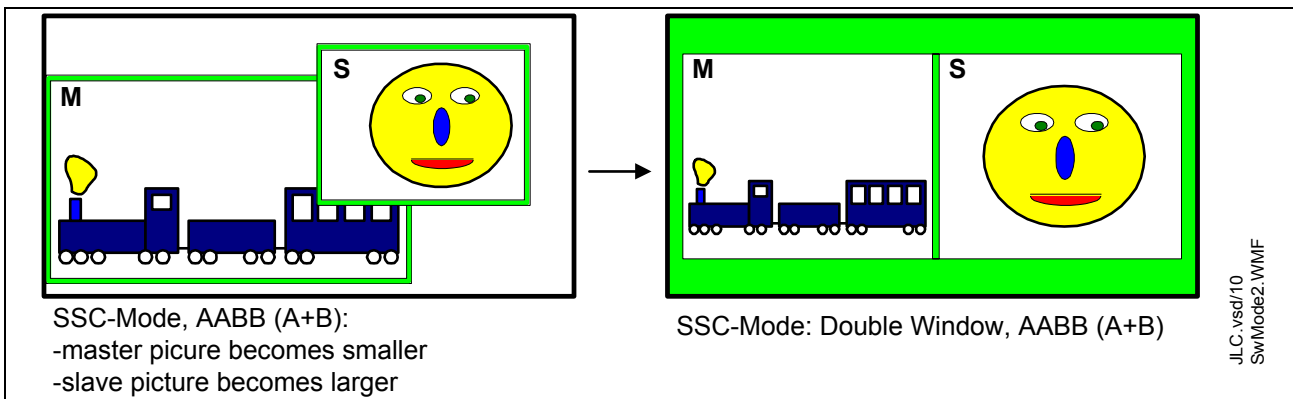 M
S
SSC-Mode, AABB (A+B):
-master picure becomes smaller
-slave picture becomes larger
M
S
SSC-Mode: Double Window, AABB (A+B)
JLC.vsd/10
SwMode2.WMF